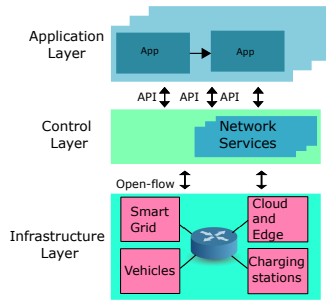 Application
Layer
App
App
API
API
API
Control
Layer
Network
Services
Open-flow
Infrastructure
Layer
Smart
Grid
Cloud
and
Edge
Vehicles
Charging
stations